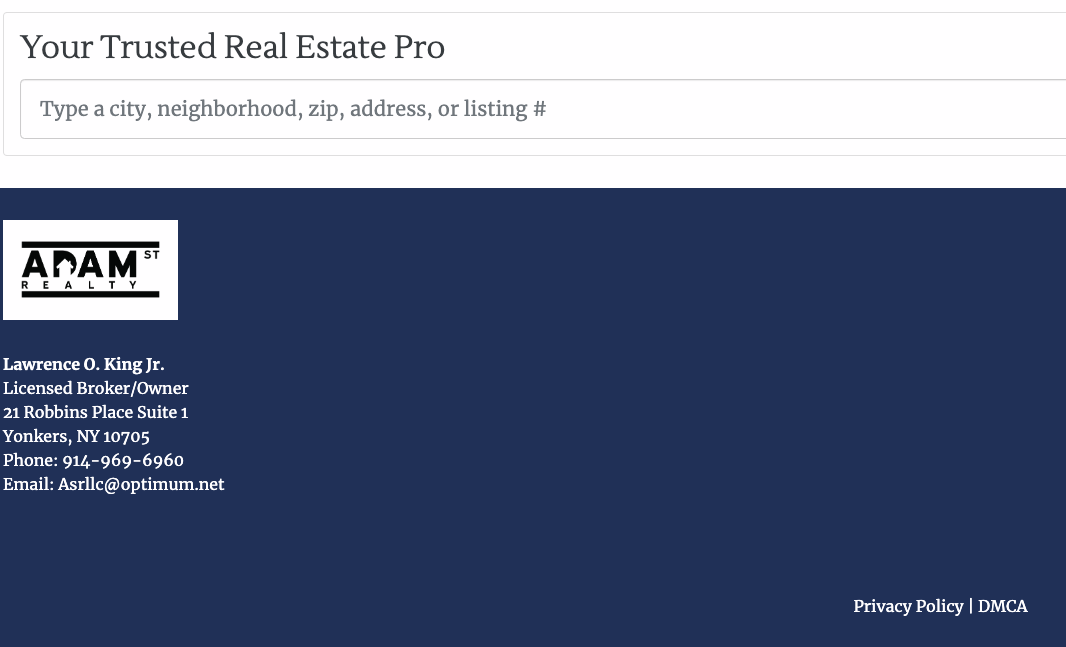 Your Trusted Real Estate Pro
Type a city, neighborhood, zip, address, or listing #
ADAM ST
REALTY
Lawrence O. King Jr.
Licensed Broker/Owner
21 Robbins Place Suite 1
Yonkers, NY 10705
Phone: 914-969-6960
Email: Asrllc@optimum.net
Privacy Policy | DMCA